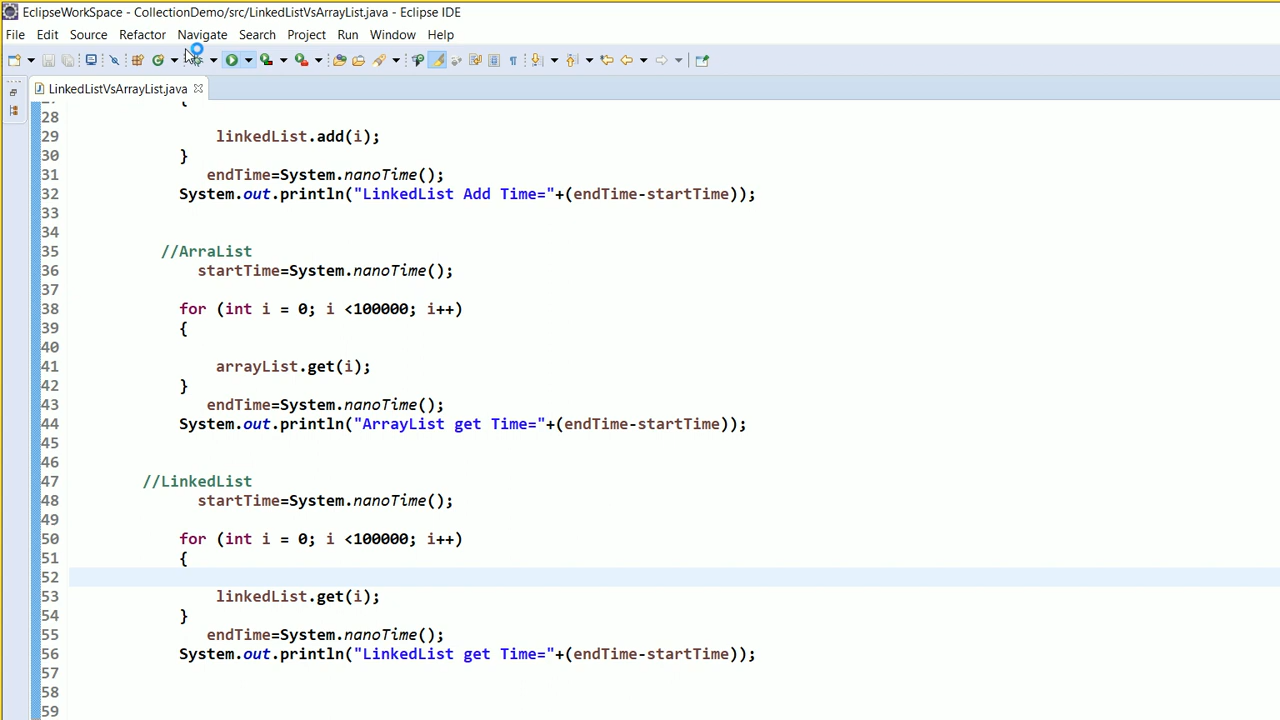 EclipseWorkSpace - CollectionDemo/src/LinkedListVsArrayList.java - Eclipse IDE
File Edit Source Refactor Navigate Search Project Run Window Help
LinkedListVsArrayList.java
{
28
29 linkedList.add(i);
30 }
31 endTime=System.nanoTime();
32 System.out.println("LinkedList Add Time="+(endTime-startTime));
33
34
35 //ArraList
36 startTime=System.nanoTime();
37
38 for (int i = 0; i <100000; i++)
39 {
40
41 arrayList.get(i);
42 }
43 endTime=System.nanoTime();
44 System.out.println("ArrayList get Time="+(endTime-startTime));
45
46
47 //LinkedList
48 startTime=System.nanoTime();
49
50 for (int i = 0; i <100000; i++)
51 {
52
53 linkedList.get(i);
54 }
55 endTime=System.nanoTime();
56 System.out.println("LinkedList get Time="+(endTime-startTime));
57
58
59